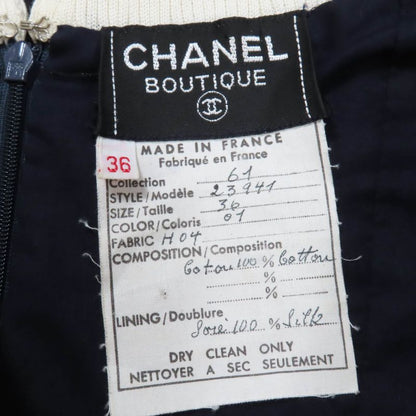 CHANEL
BOUTIQUE
MADE IN FRANCE
Fabriqué en France
36
Collection 61
STYLE/Modèle 23941
SIZE/Taille 36
COLOR/Coloris 01
FABRIC H04
COMPOSITION/Composition
Coton 100 % Cotton
%
%
LINING/Doublure
Soie 100 % Silk
DRY CLEAN ONLY
NETTOYER A SEC SEULEMENT